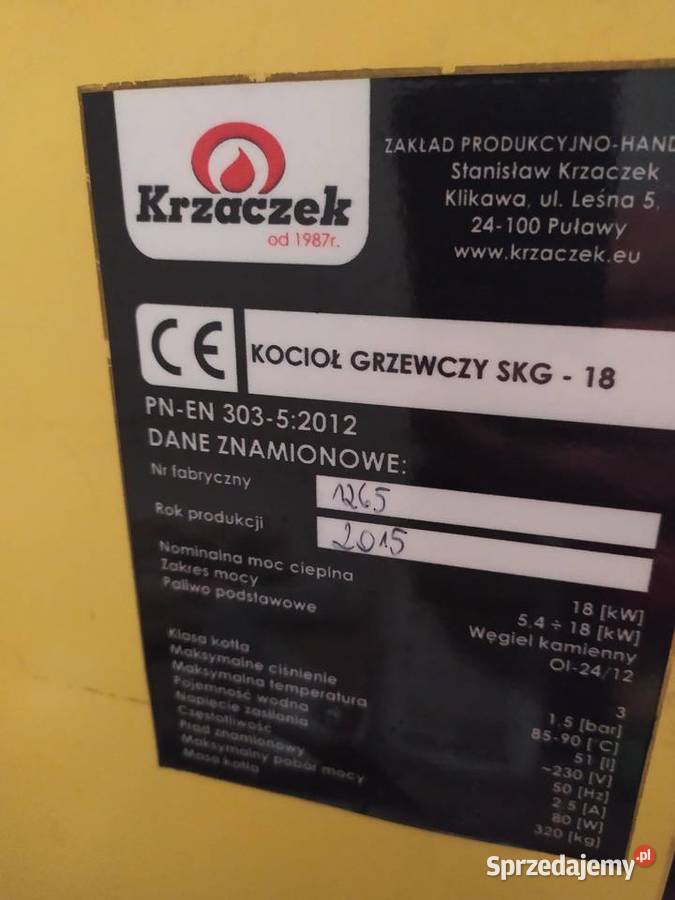 Krzaczek
od 1987r.
ZAKŁAD PRODUKCYJNO-HAND
Stanisław Krzaczek
Klikawa, ul. Leśna 5,
24-100 Puławy
www.krzaczek.eu
CE KOCIOŁ GRZEWCZY SKG - 18
PN-EN 303-5:2012
DANE ZNAMIONOWE:
Nr fabryczny 1265
Rok produkcji 2015
Nominalna moc cieplna 18 [kW]
Zakres mocy 5.4 ÷ 18 [kW]
Paliwo podstawowe Węgiel kamienny
OI-24/12
Klasa kotła 3
Maksymalne ciśnienie 1,5 [bar]
Maksymalna temperatura 85-90 [°C]
Pojemność wodna 51 [l]
Napięcie zasilania ~230 [V]
Częstotliwość 50 [Hz]
Prąd znamionowy 2.5 [A]
Maksymalny pobór mocy 80 [W]
Masa kotła 320 [kg]
Sprzedajemy.pl